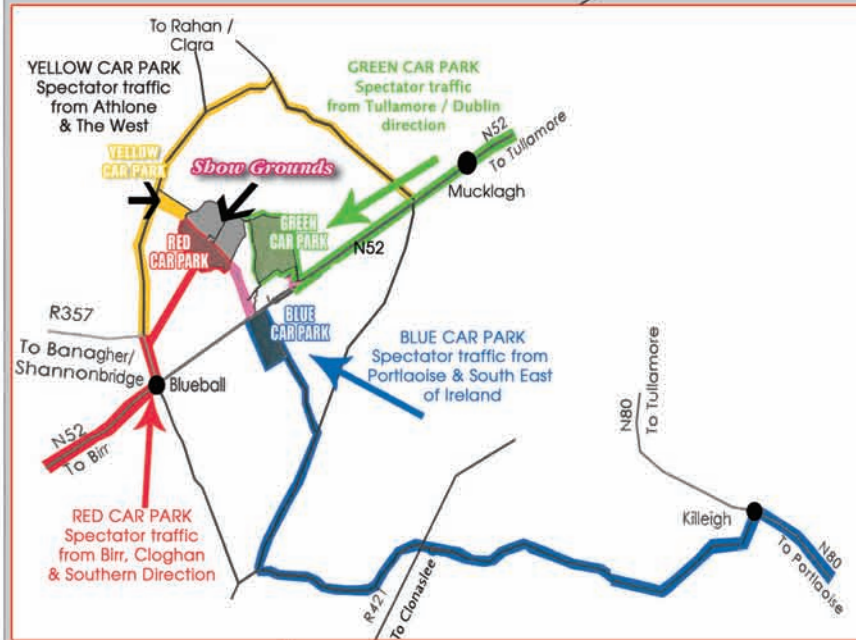 To Rahan /
Clara
YELLOW CAR PARK
Spectator traffic
from Athlone
& The West
GREEN CAR PARK
Spectator traffic
from Tullamore / Dublin
direction
N52
To Tullamore
Mucklagh
YELLOW
CAR PARK
Show Grounds
RED
CAR PARK
GREEN
CAR PARK
N52
BLUE
CAR PARK
R357
To Banagher/
Shannonbridge
Blueball
BLUE CAR PARK
Spectator traffic from
Portlaoise & South East
of Ireland
N52
To Birr
N80
To Tullamore
RED CAR PARK
Spectator traffic
from Birr, Cloghan
& Southern Direction
Killeigh
N80
To Portlaoise
R421
To Clonaslee